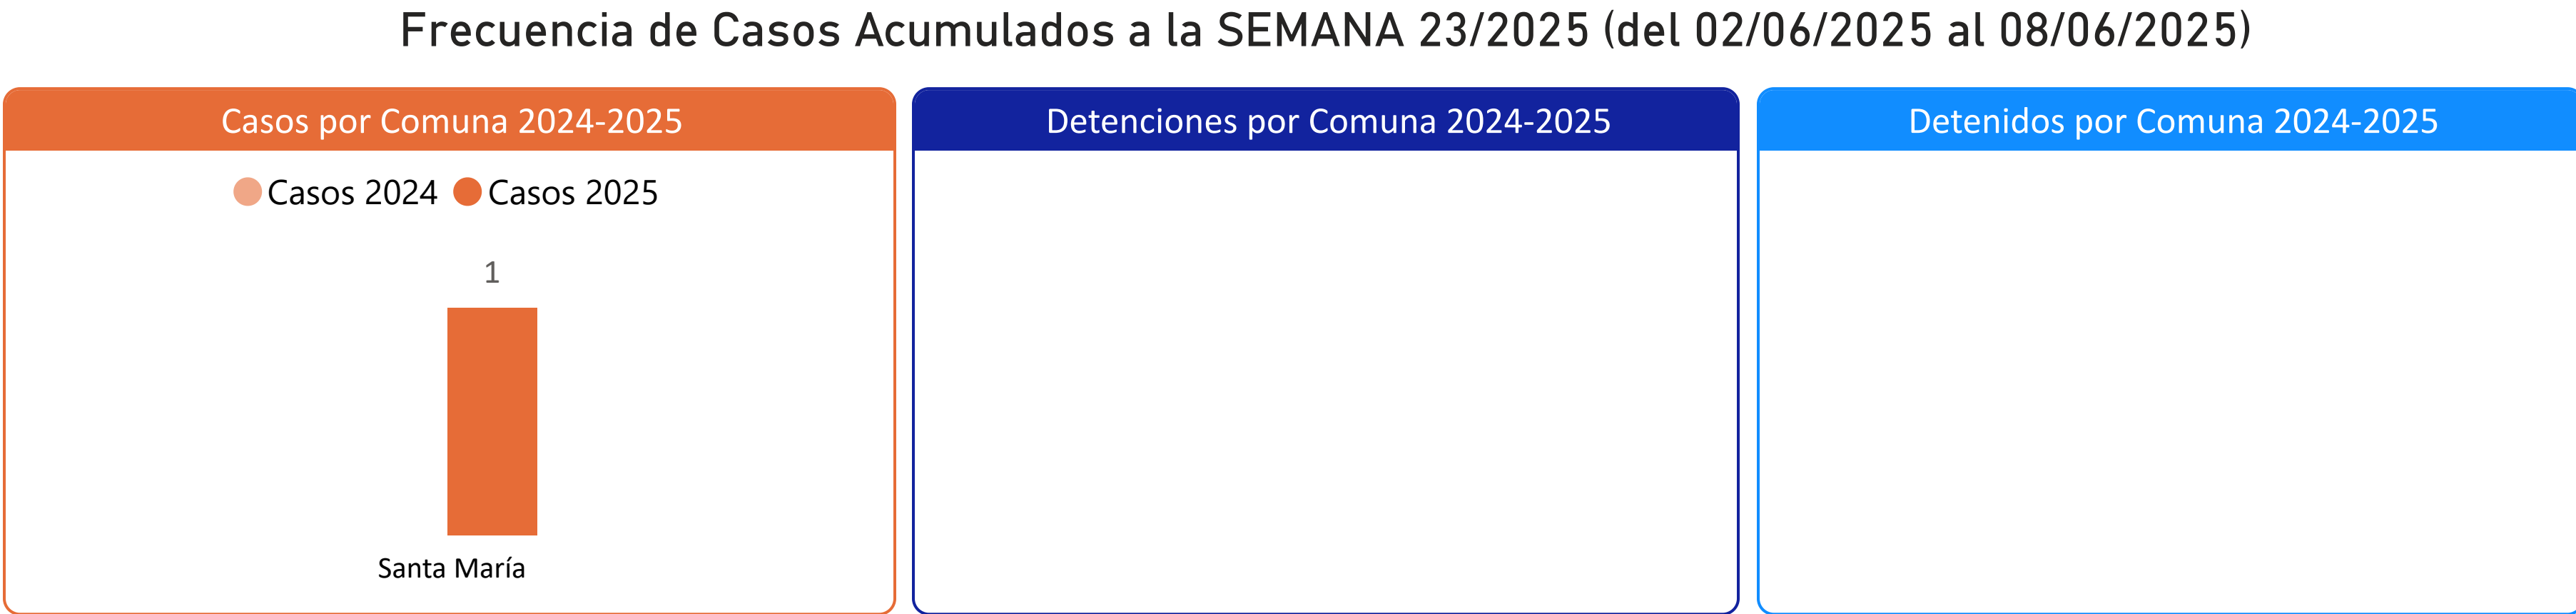 Frecuencia de Casos Acumulados a la SEMANA 23/2025 (del 02/06/2025 al 08/06/2025)
Casos por Comuna 2024-2025
Casos 2024 Casos 2025
1
Santa María
Detenciones por Comuna 2024-2025
Detenidos por Comuna 2024-2025